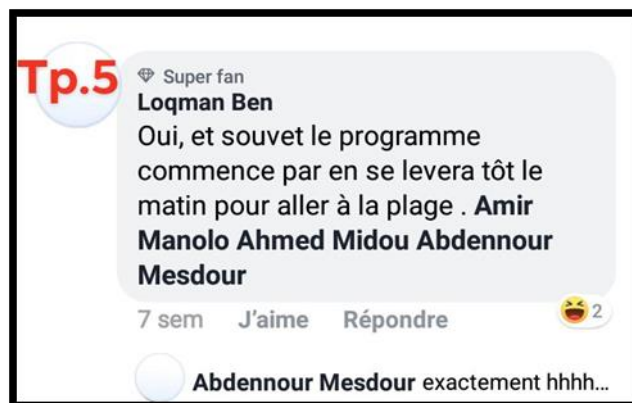 Tp.5
Super fan
Loqman Ben
Oui, et souvet le programme
commence par en se levera tôt le
matin pour aller à la plage . Amir
Manolo Ahmed Midou Abdennour
Mesdour
7 sem J'aime Répondre 2
Abdennour Mesdour exactement hhhh...